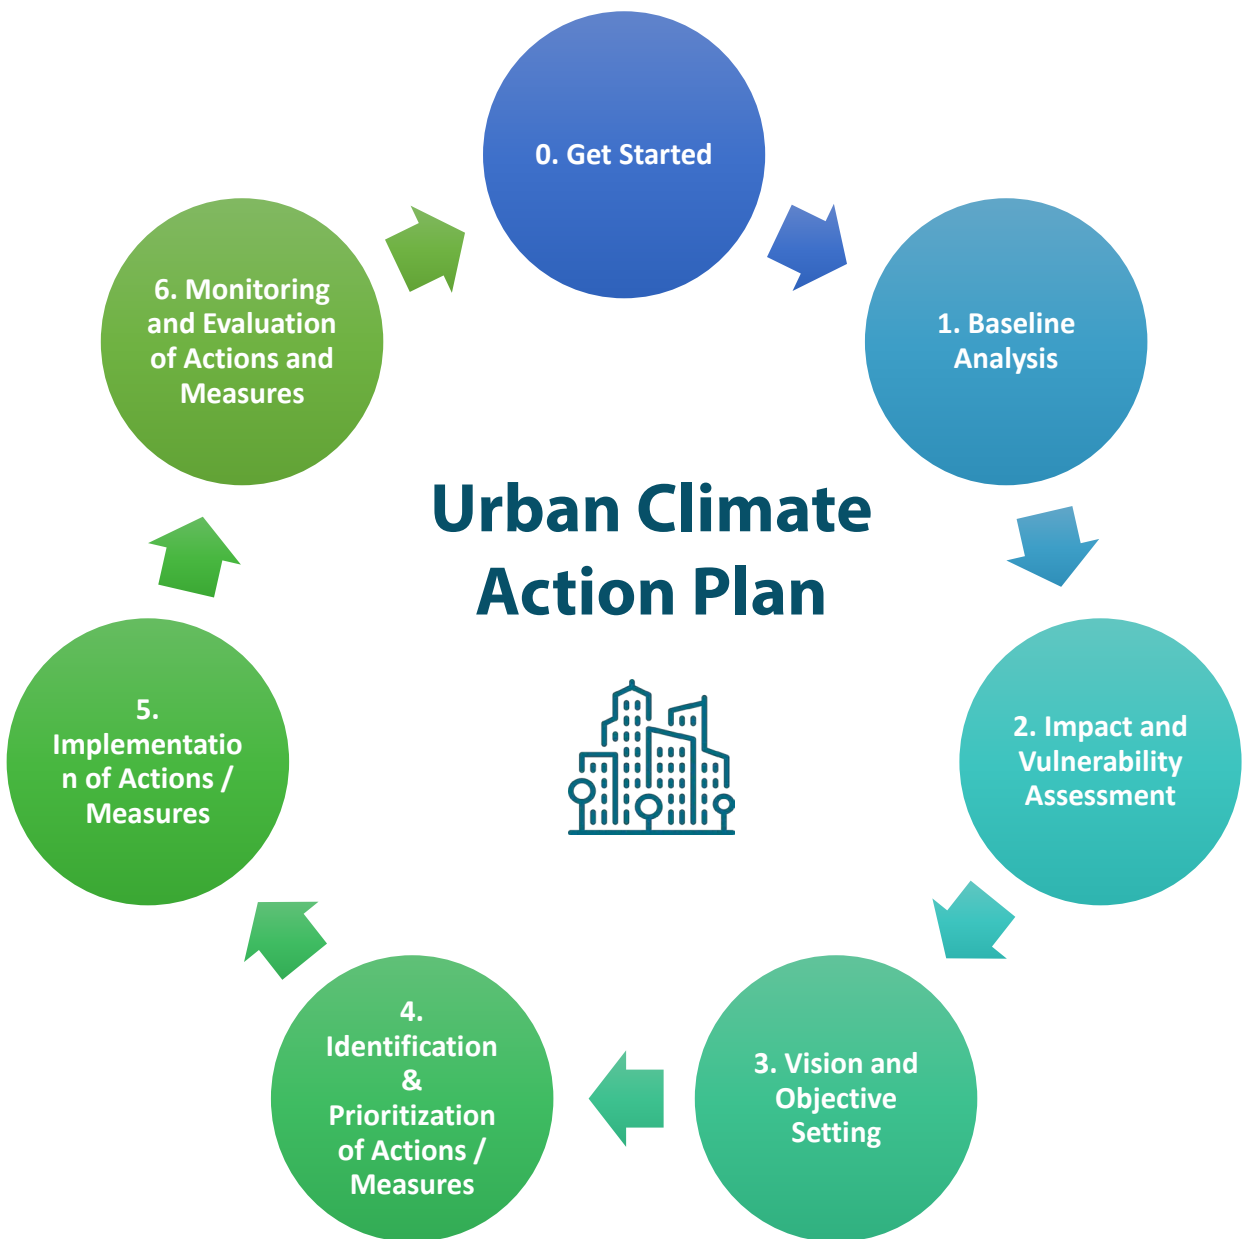 0. Get Started
1. Baseline
Analysis
2. Impact and
Vulnerability
Assessment
3. Vision and
Objective
Setting
4.
Identification
&
Prioritization
of Actions /
Measures
5.
Implementatio
n of Actions /
Measures
6. Monitoring
and Evaluation
of Actions and
Measures
Urban Climate
Action Plan